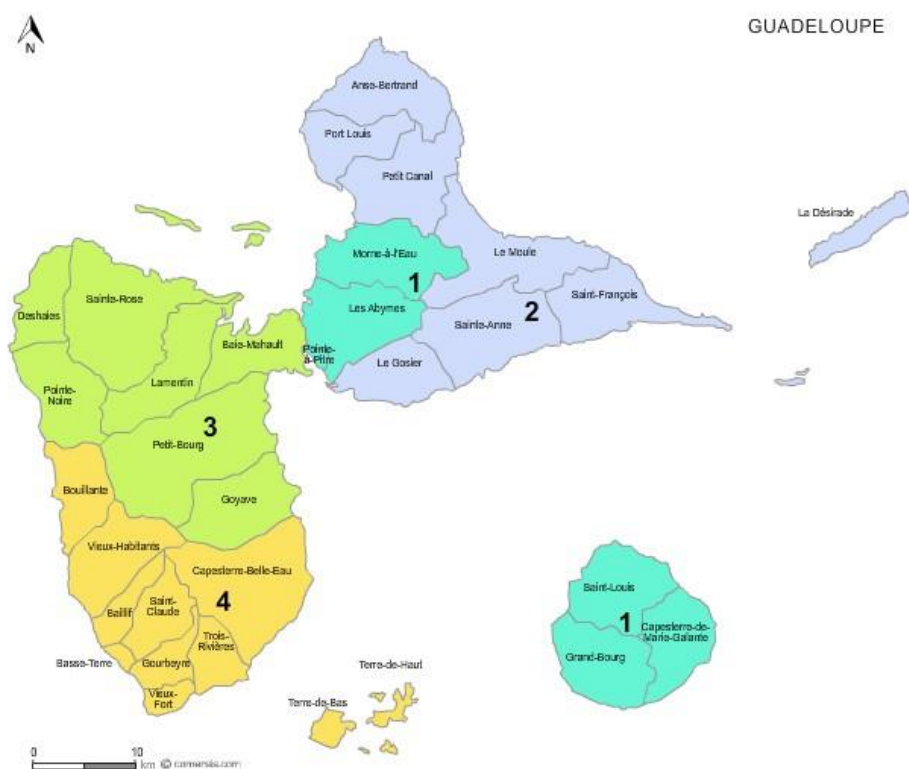 GUADELOUPE
N
Anse-Bertrand
Port Louis
Petit Canal
La Désirade
Morne-à-l'Eau
Le Moule
1
Sainte-Rose
Saint-François
Deshaies
Les Abymes
2
Sainte-Anne
Baie-Mahault
Pointe-
à-Pitre
Le Gosier
Lamentin
Pointe-
Noire
3
Petit-Bourg
Bouillante
Goyave
Vieux-Habitants
Capesterre-Belle-Eau
Saint-Louis
Saint-
Claude
4
Baillif
1
Capesterre-de-
Marie-Galante
Trois-
Rivières
Grand-Bourg
Basse-Terre
Gourbeyre
Terre-de-Haut
Vieux-
Fort
Terre-de-Bas
0 10
km © comersis.com